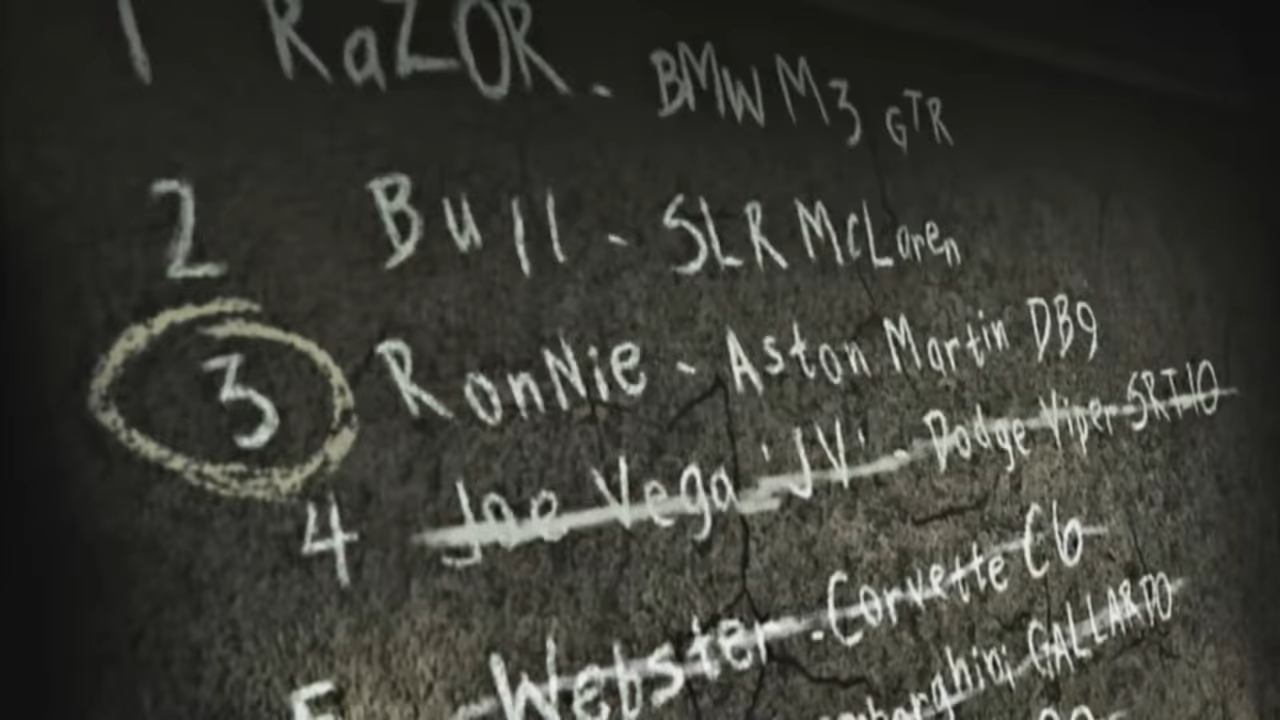 1 RaZOR - BMW M3 GTR
2 Bull - SLR McLaren
3 RonNie - Aston Martin DB9
4 Joe Vega 'JV' - Dodge Viper SRT10
5 Webster - Corvette C6
GALLARDO